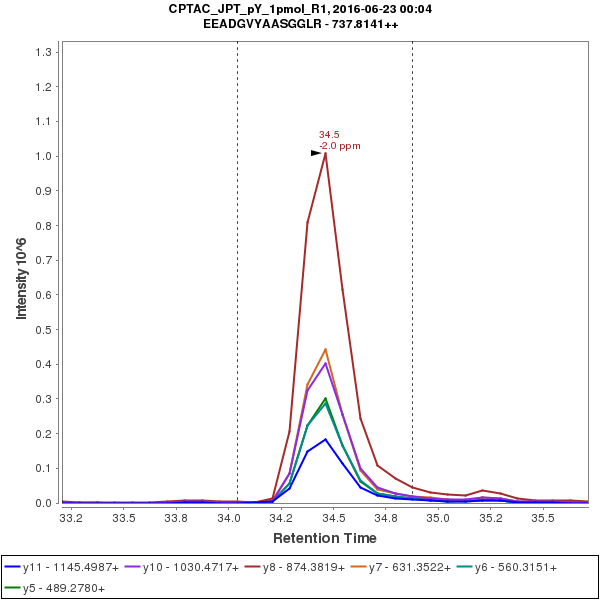 CPTAC_JPT_pY_1pmol_R1, 2016-06-23 00:04
EEADGVYAASGGLR - 737.8141++
34.5
-2.0 ppm
Intensity 10^6
1.3
1.2
1.1
1.0
0.9
0.8
0.7
0.6
0.5
0.4
0.3
0.2
0.1
0.0
33.2 33.5 33.8 34.0 34.2 34.5 34.8 35.0 35.2 35.5
Retention Time
y11 - 1145.4987+ y10 - 1030.4717+ y8 - 874.3819+ y7 - 631.3522+ y6 - 560.3151+
y5 - 489.2780+